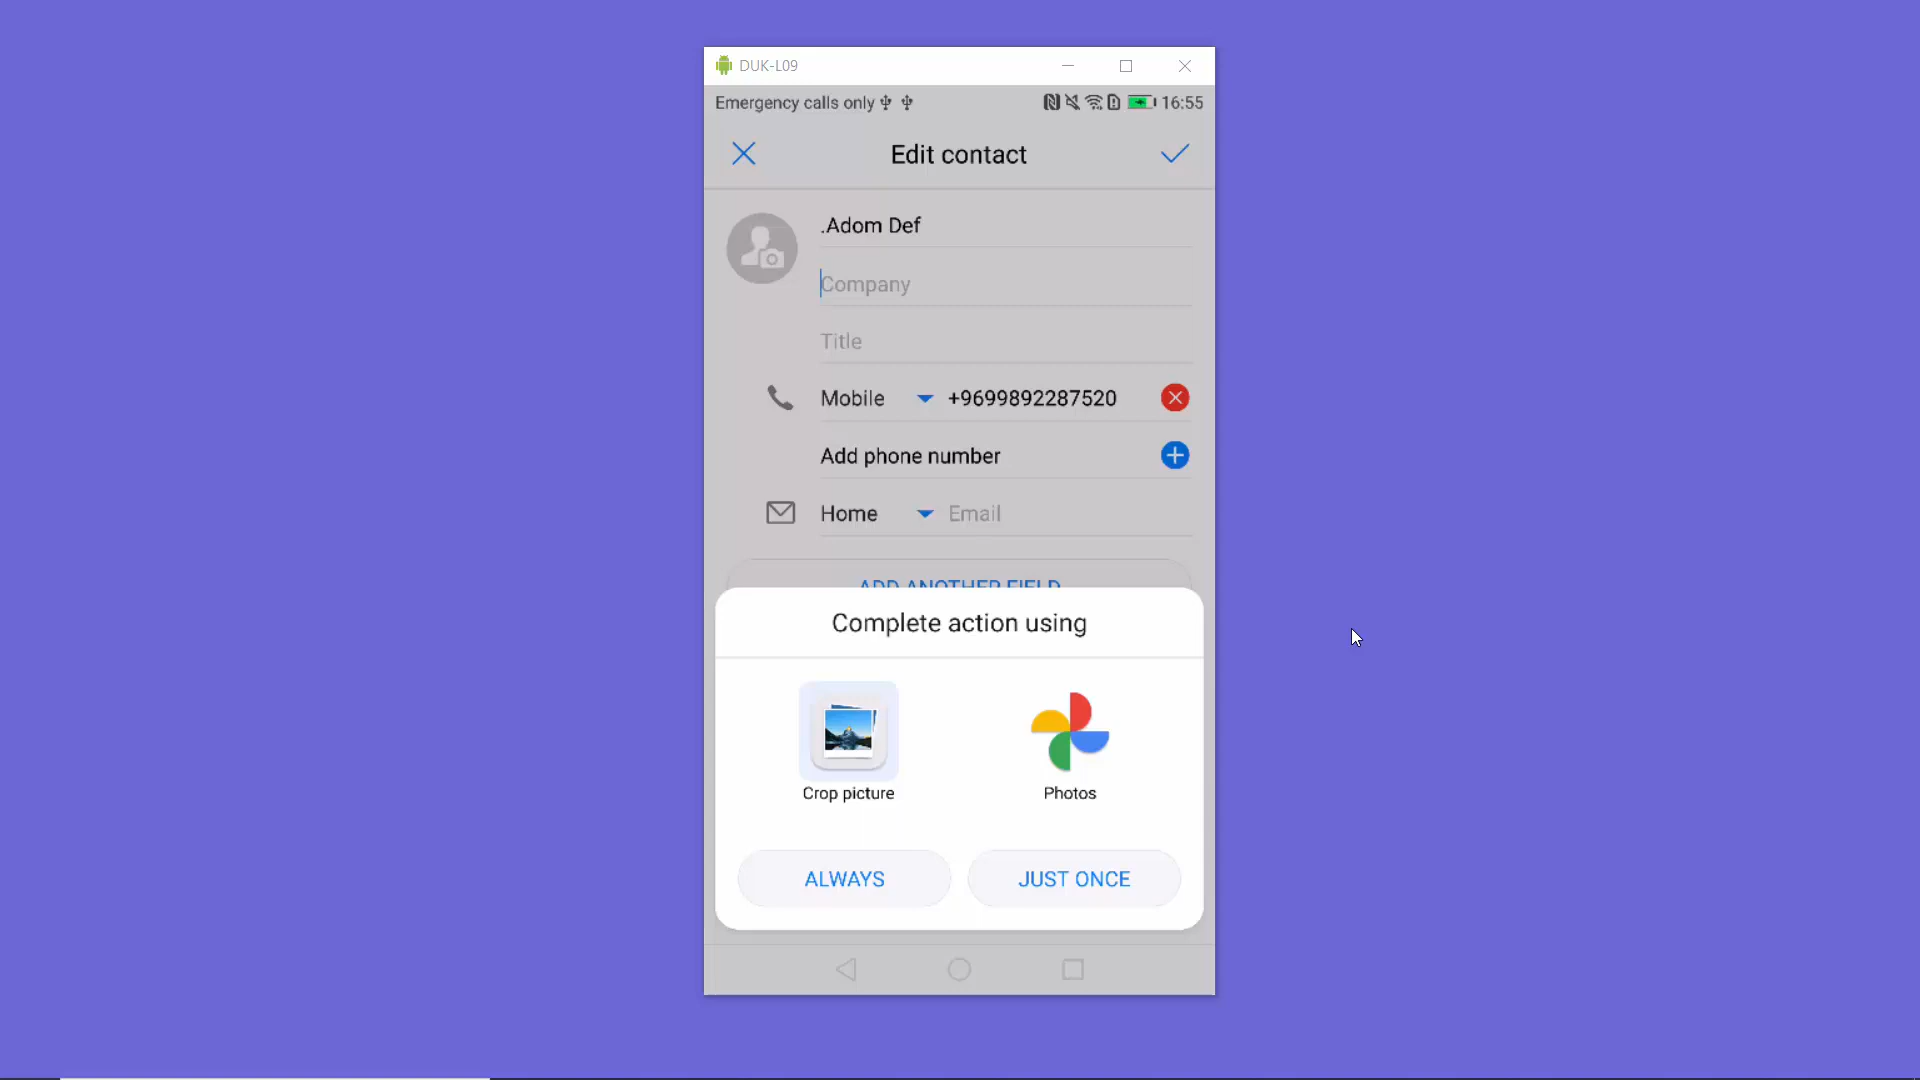 DUK-L09
Emergency calls only 16:55
Edit contact
.Adom Def
Company
Title
Mobile +9699892287520
Add phone number
Home Email
ADD ANOTHER FIELD
Complete action using
Crop picture Photos
ALWAYS JUST ONCE